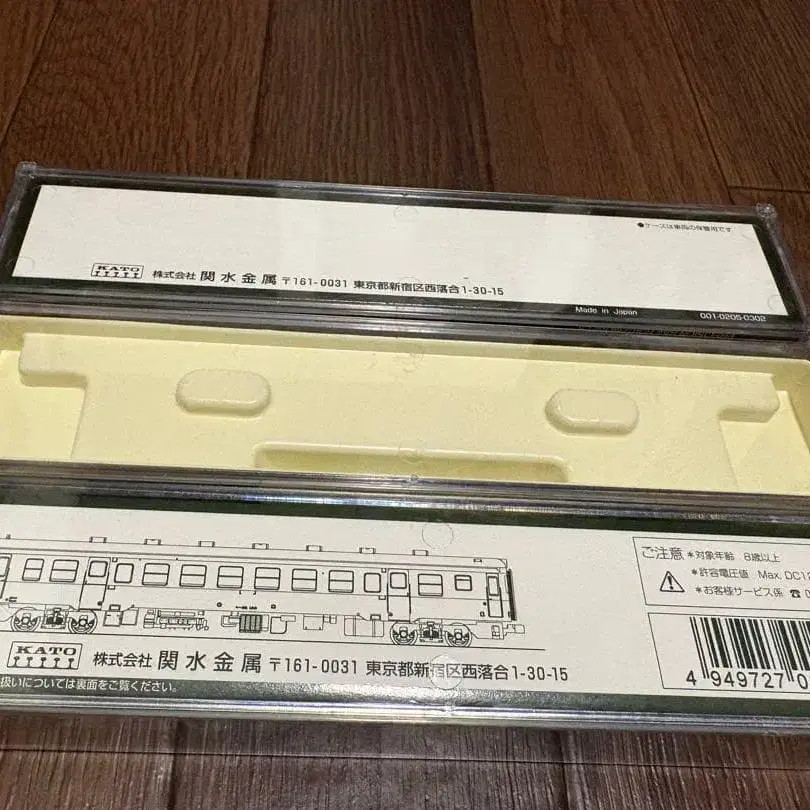 ●ケースは車両の保管用です
KATO 株式会社 関水金属 〒161-0031 東京都新宿区西落合1-30-15
Made in Japan 001-0205-0302
ご注意 *対象年齢 8歳以上
*許容電圧値 Max. DC12
*お客様サービス係 ☎0
KATO 株式会社 関水金属 〒161-0031 東京都新宿区西落合1-30-15
4 949727 0
扱いについては裏面をご覧ください。